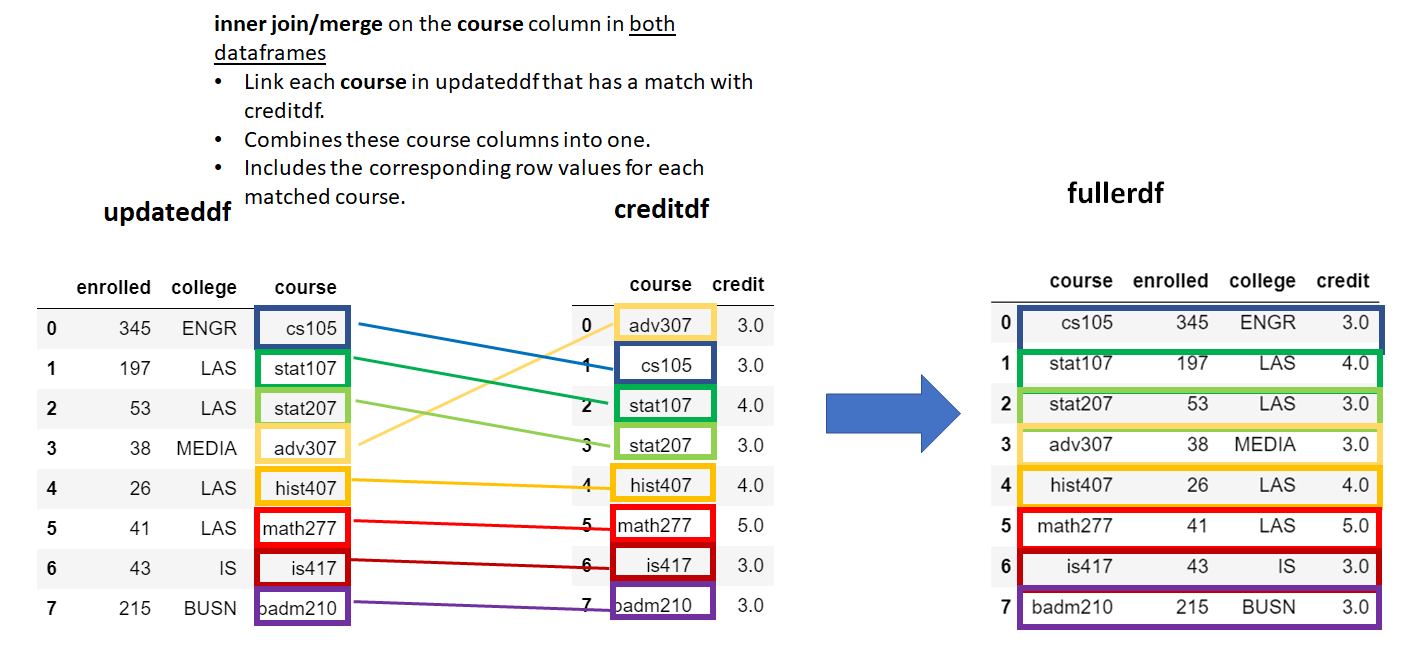 inner join/merge on the course column in both
dataframes
• Link each course in updateddf that has a match with
creditdf.
• Combines these course columns into one.
• Includes the corresponding row values for each
matched course.
updateddf
enrolled college course
0 345 ENGR cs105
1 197 LAS stat107
2 53 LAS stat207
3 38 MEDIA adv307
4 26 LAS hist407
5 41 LAS math277
6 43 IS is417
7 215 BUSN badm210
creditdf
course credit
0 adv307 3.0
1 cs105 3.0
2 stat107 4.0
3 stat207 3.0
4 hist407 4.0
5 math277 5.0
6 is417 3.0
7 badm210 3.0
fullerdf
course enrolled college credit
0 cs105 345 ENGR 3.0
1 stat107 197 LAS 4.0
2 stat207 53 LAS 3.0
3 adv307 38 MEDIA 3.0
4 hist407 26 LAS 4.0
5 math277 41 LAS 5.0
6 is417 43 IS 3.0
7 badm210 215 BUSN 3.0